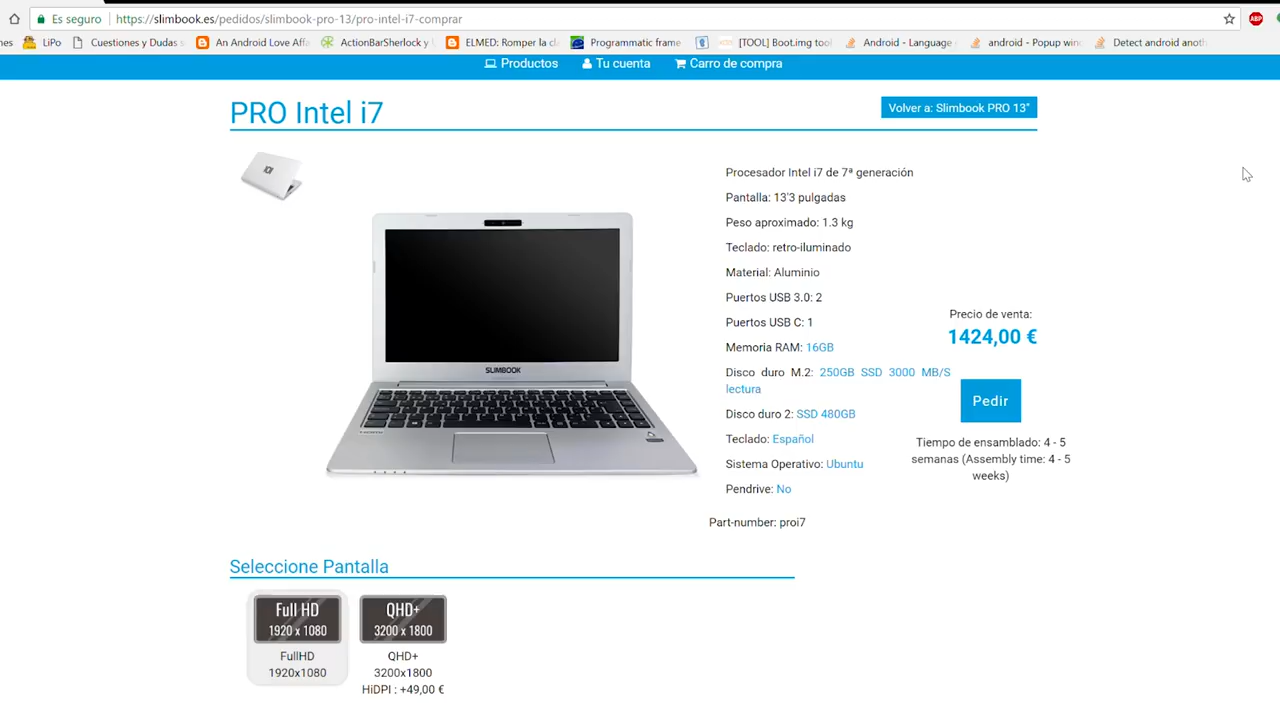 Es seguro | https://slimbook.es/pedidos/slimbook-pro-13/pro-intel-i7-comprar
ABP
nes LiPo Cuestiones y Dudas An Android Love Affa ActionBarSherlock y ELMED: Romper la cl Programmatic frame [TOOL] Boot.img tool Android - Language android - Popup wind Detect android anoth
Productos Tu cuenta Carro de compra
PRO Intel i7
Volver a: Slimbook PRO 13"
Procesador Intel i7 de 7ª generación
Pantalla: 13'3 pulgadas
Peso aproximado: 1.3 kg
Teclado: retro-iluminado
Material: Aluminio
Puertos USB 3.0: 2
Puertos USB C: 1
Memoria RAM: 16GB
Disco duro M.2: 250GB SSD 3000 MB/S
lectura
Disco duro 2: SSD 480GB
Teclado: Español
Sistema Operativo: Ubuntu
Pendrive: No
Part-number: proi7
Precio de venta:
1424,00 €
Pedir
Tiempo de ensamblado: 4 - 5
semanas (Assembly time: 4 - 5
weeks)
SLIMBOOK
Seleccione Pantalla
Full HD
1920 x 1080
FullHD
1920x1080
QHD+
3200 x 1800
QHD+
3200x1800
HiDPI : +49,00 €